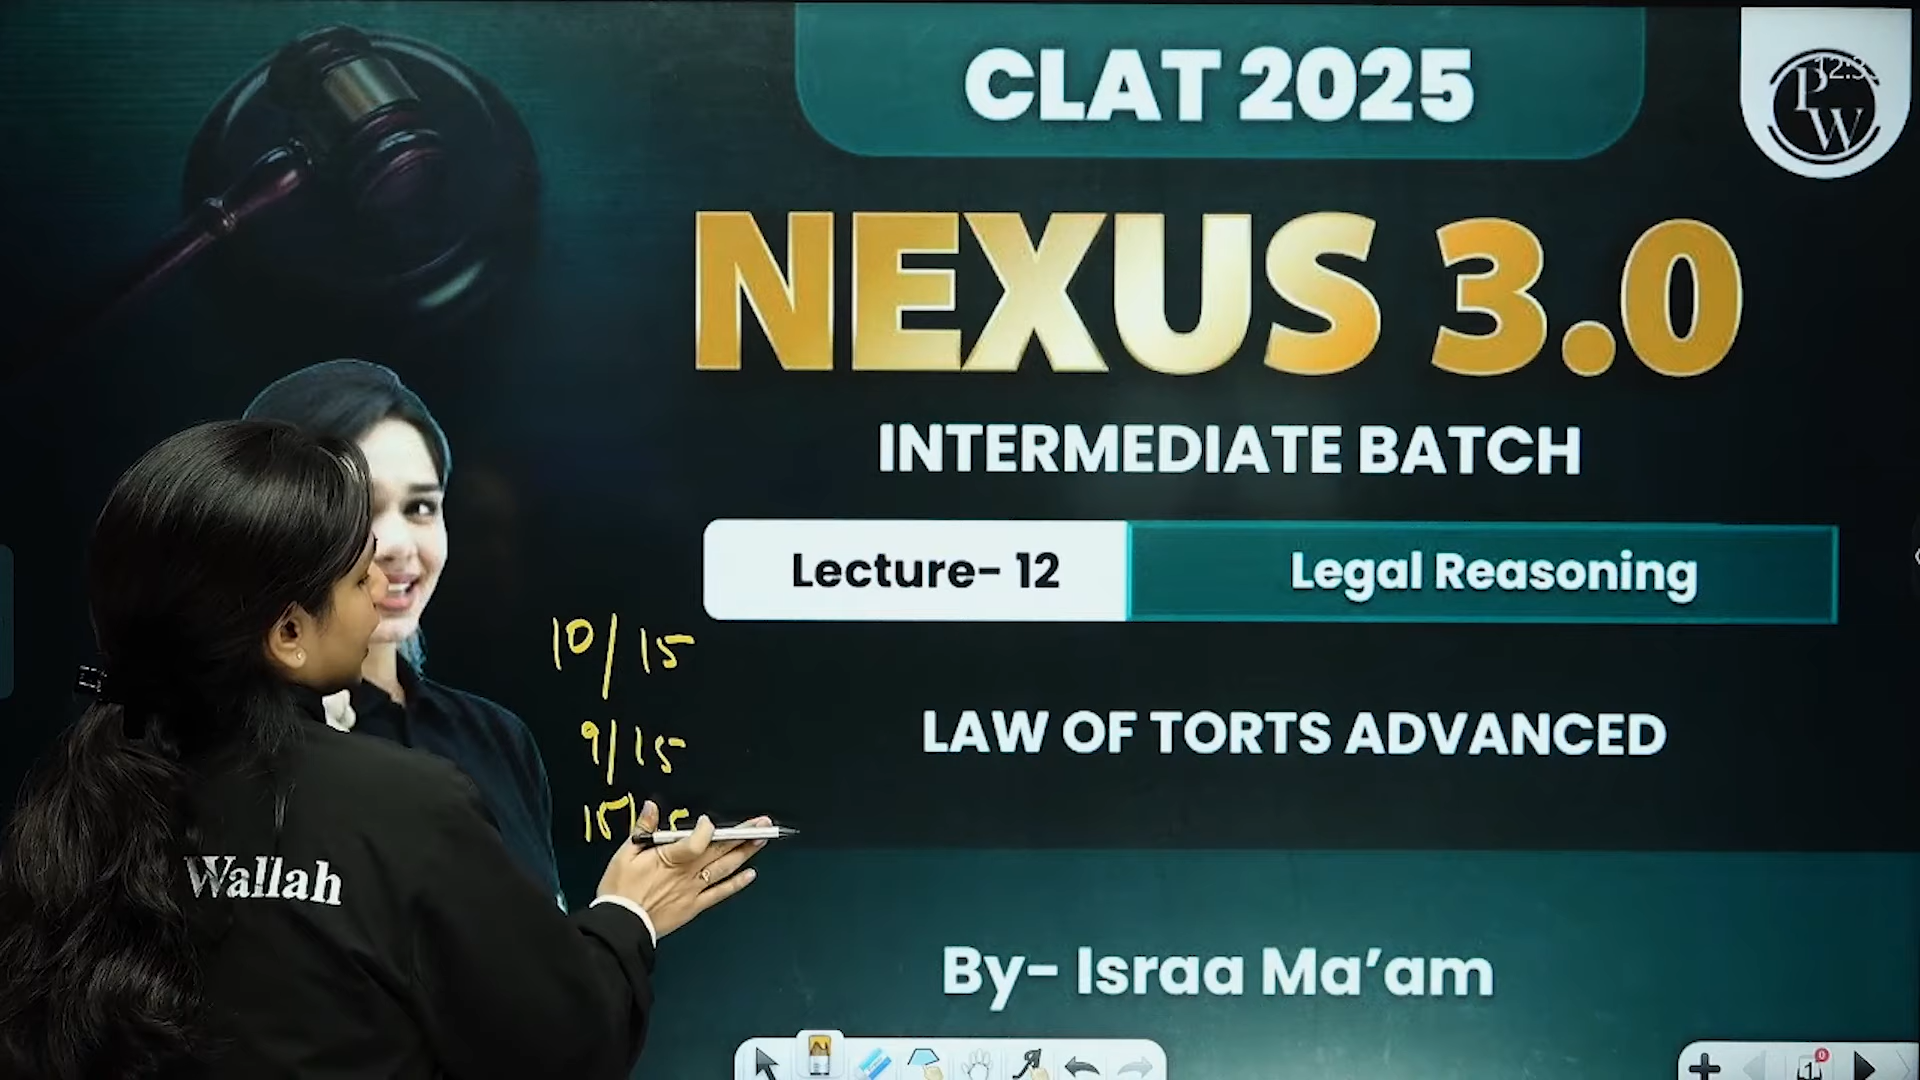 CLAT 2025
PW
NEXUS 3.0
INTERMEDIATE BATCH
Lecture- 12
Legal Reasoning
10/15
LAW OF TORTS ADVANCED
9/15
Wallah
By- Israa Ma'am